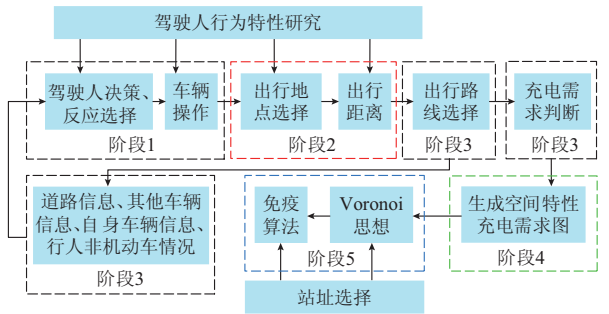 驾驶人行为特性研究
驾驶人决策、
反应选择
车辆
操作
阶段1
出行地
点选择
出行
距离
阶段2
出行路
线选择
阶段3
充电需
求判断
阶段3
道路信息、其他车辆
信息、自身车辆信息、
行人非机动车情况
阶段3
免疫
算法
Voronoi
思想
阶段5
生成空间特性
充电需求图
阶段4
站址选择